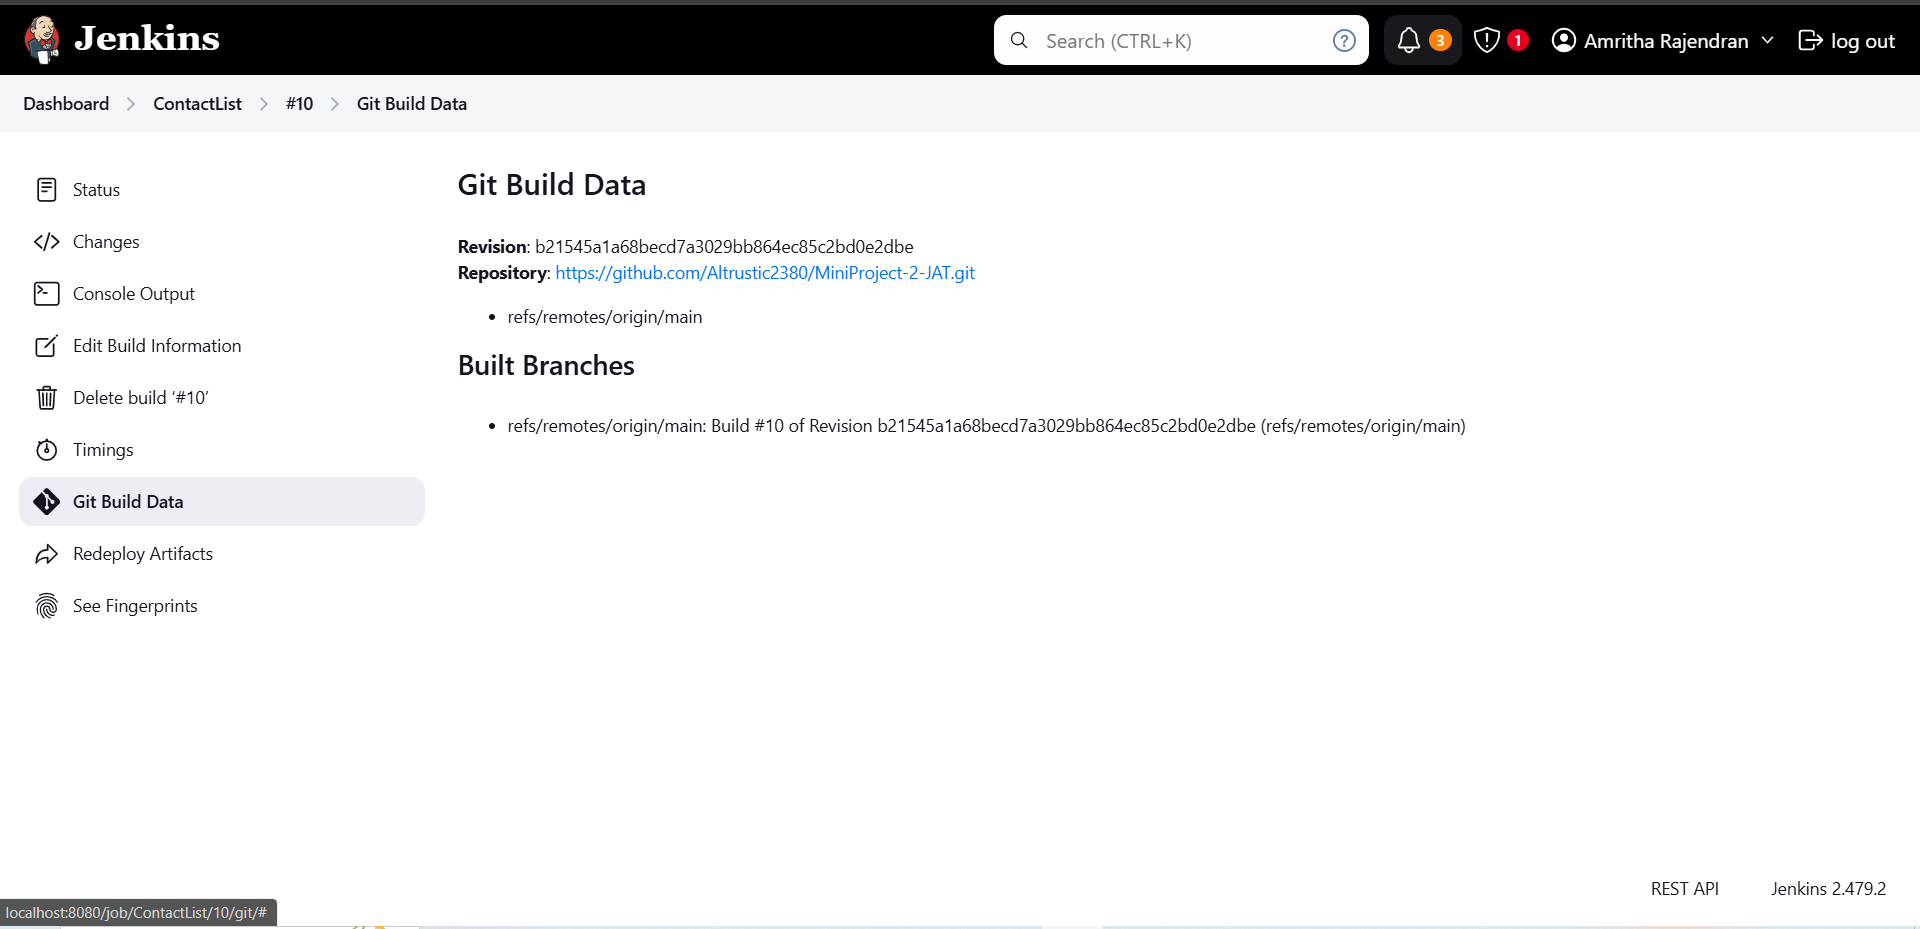 Jenkins
Search (CTRL+K)
?
3
1
Amritha Rajendran
log out
Dashboard
ContactList
#10
Git Build Data
Status
Changes
Console Output
Edit Build Information
Delete build ‘#10’
Timings
Git Build Data
Redeploy Artifacts
See Fingerprints
Git Build Data
Revision: b21545a1a68becd7a3029bb864ec85c2bd0e2dbe
Repository: https://github.com/Altrustic2380/MiniProject-2-JAT.git
refs/remotes/origin/main
Built Branches
refs/remotes/origin/main: Build #10 of Revision b21545a1a68becd7a3029bb864ec85c2bd0e2dbe (refs/remotes/origin/main)
REST API
Jenkins 2.479.2
localhost:8080/job/ContactList/10/git/#